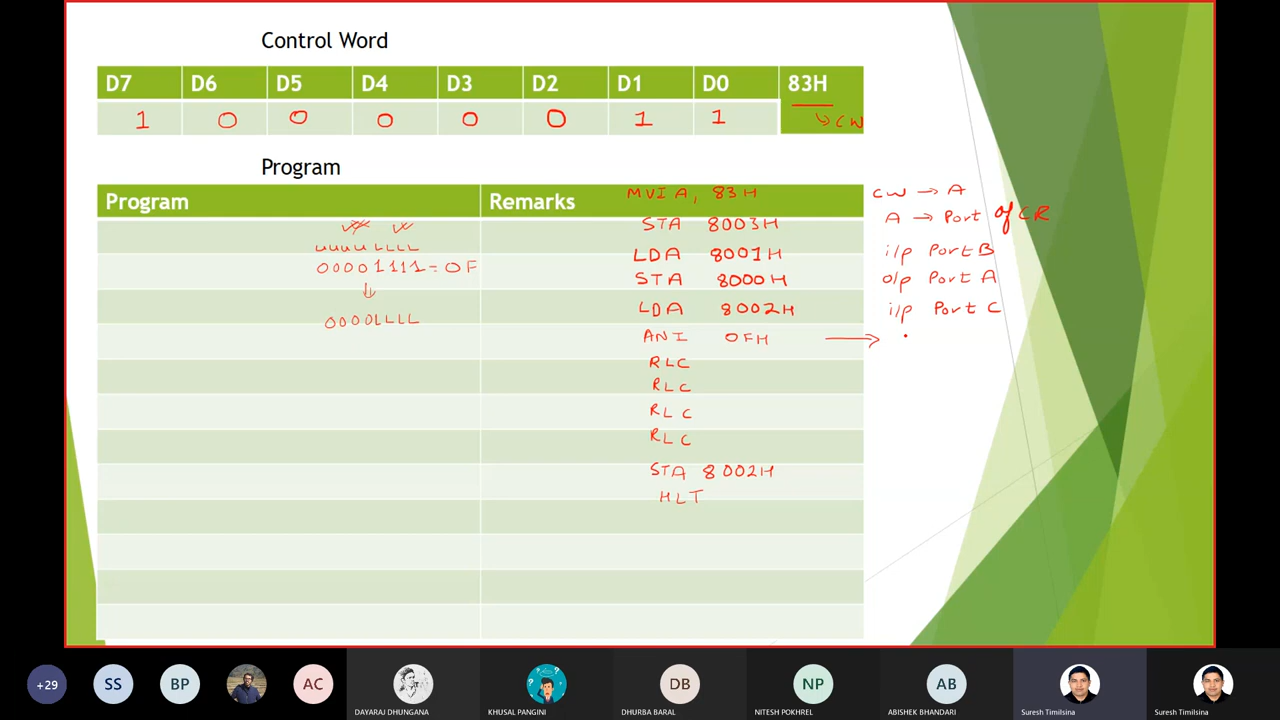 Control Word
D7 D6 D5 D4 D3 D2 D1 D0 83H
1 0 0 0 0 0 1 1 ↳ CW
Program
Program Remarks
MVI A, 83H CW → A
STA 8003H A → Port of CR
LDA 8001H i/p Port B
STA 8000H o/p Port A
LDA 8002H i/p Port C
ANI 0FH →
RLC
RLC
RLC
RLC
STA 8002H
HLT
UUUULLLL
00001111 = 0F
↓
0000LLLL
+29 SS BP AC DB NP AB
DAYARAJ DHUNGANA KHUSAL PANGINI DHURBA BARAL NITESH POKHREL ABISHEK BHANDARI Suresh Timilsina Suresh Timilsina